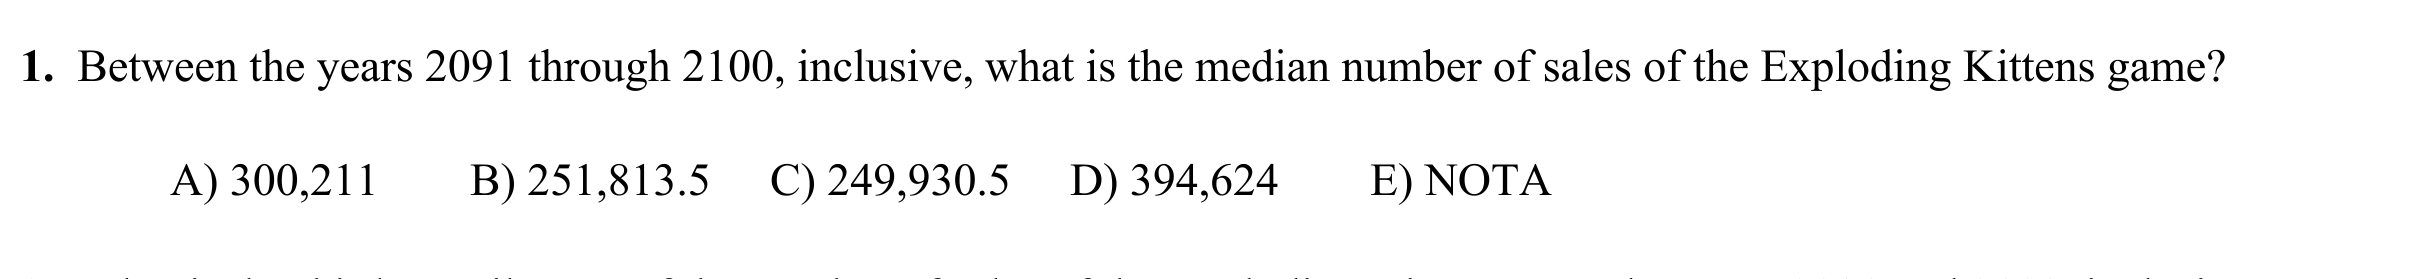 1. Between the years 2091 through 2100, inclusive, what is the median number of sales of the Exploding Kittens game?
A) 300,211 B) 251,813.5 C) 249,930.5 D) 394,624 E) NOTA